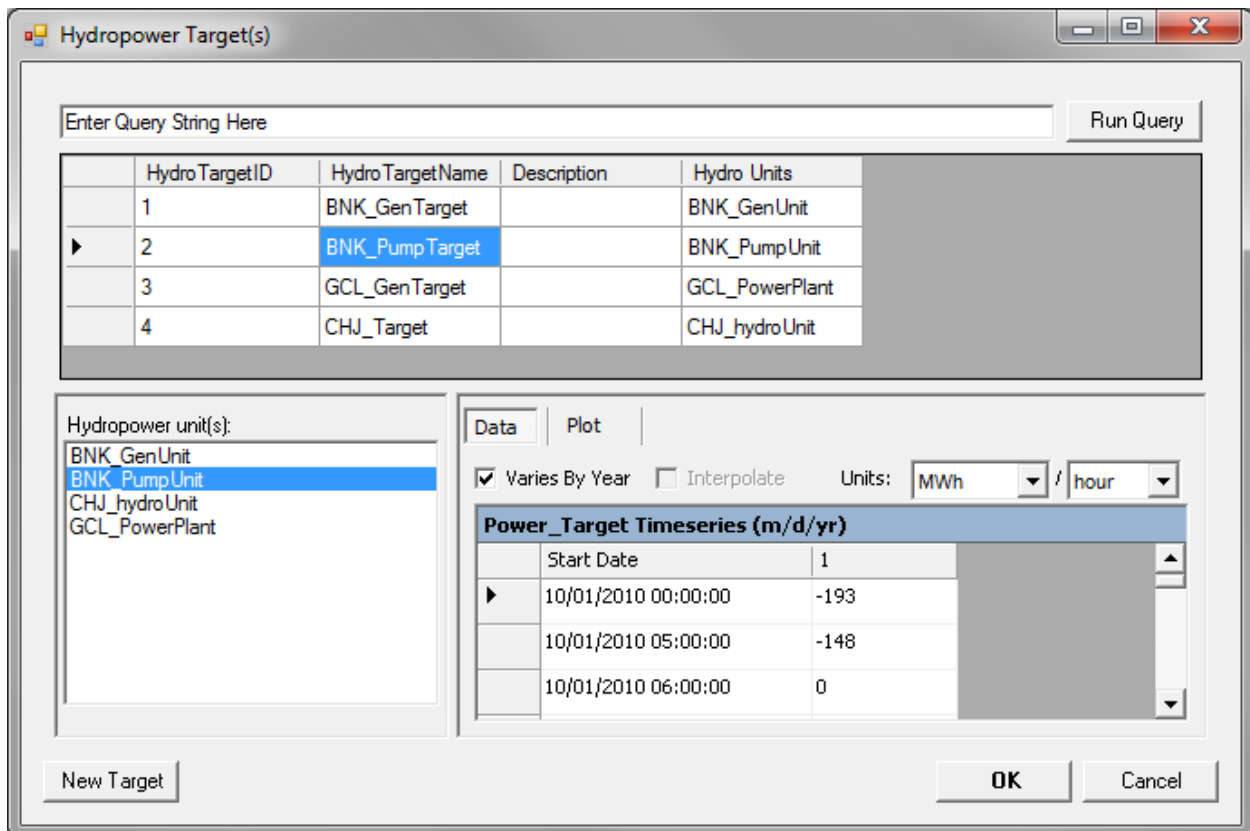 Hydropower Target(s)
Enter Query String Here Run Query
HydroTargetID HydroTargetName Description Hydro Units
1 BNK_GenTarget BNK_GenUnit
2 BNK_PumpTarget BNK_PumpUnit
3 GCL_GenTarget GCL_PowerPlant
4 CHJ_Target CHJ_hydroUnit
Hydropower unit(s):
BNK_GenUnit
BNK_PumpUnit
CHJ_hydroUnit
GCL_PowerPlant
Data Plot
Varies By Year Interpolate Units: MWh / hour
Power_Target Timeseries (m/d/yr)
Start Date 1
10/01/2010 00:00:00 -193
10/01/2010 05:00:00 -148
10/01/2010 06:00:00 0
New Target OK Cancel